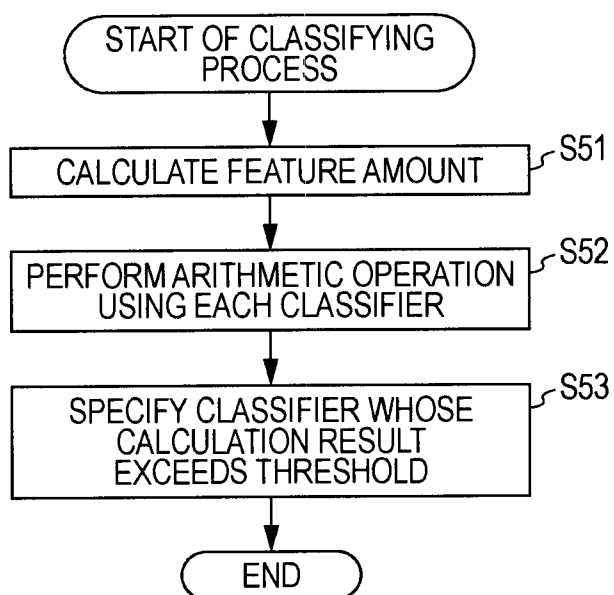 START OF CLASSIFYING
PROCESS
S51
CALCULATE FEATURE AMOUNT
S52
PERFORM ARITHMETIC OPERATION
USING EACH CLASSIFIER
S53
SPECIFY CLASSIFIER WHOSE
CALCULATION RESULT
EXCEEDS THRESHOLD
END